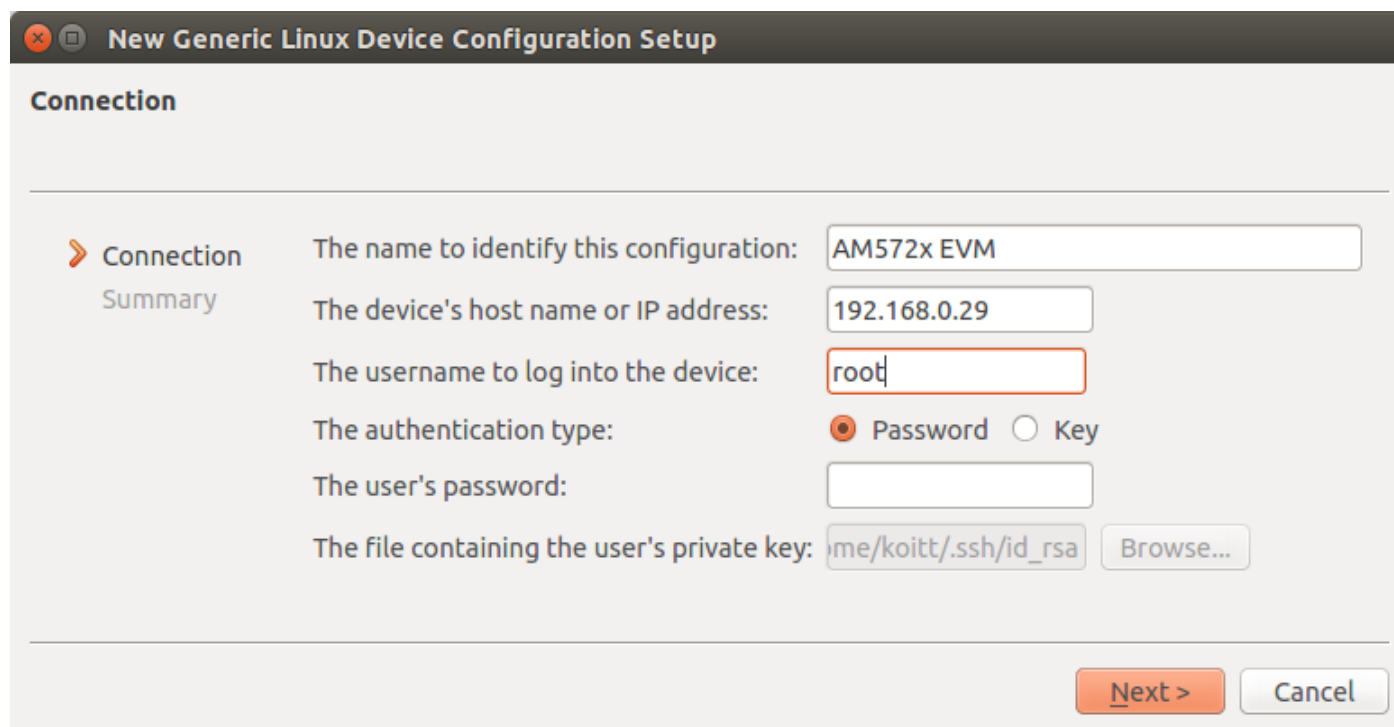 New Generic Linux Device Configuration Setup
Connection
Connection
Summary
The name to identify this configuration: AM572x EVM
The device's host name or IP address: 192.168.0.29
The username to log into the device: root
The authentication type: Password Key
The user's password:
The file containing the user's private key: me/koitt/.ssh/id_rsa Browse...
Next > Cancel